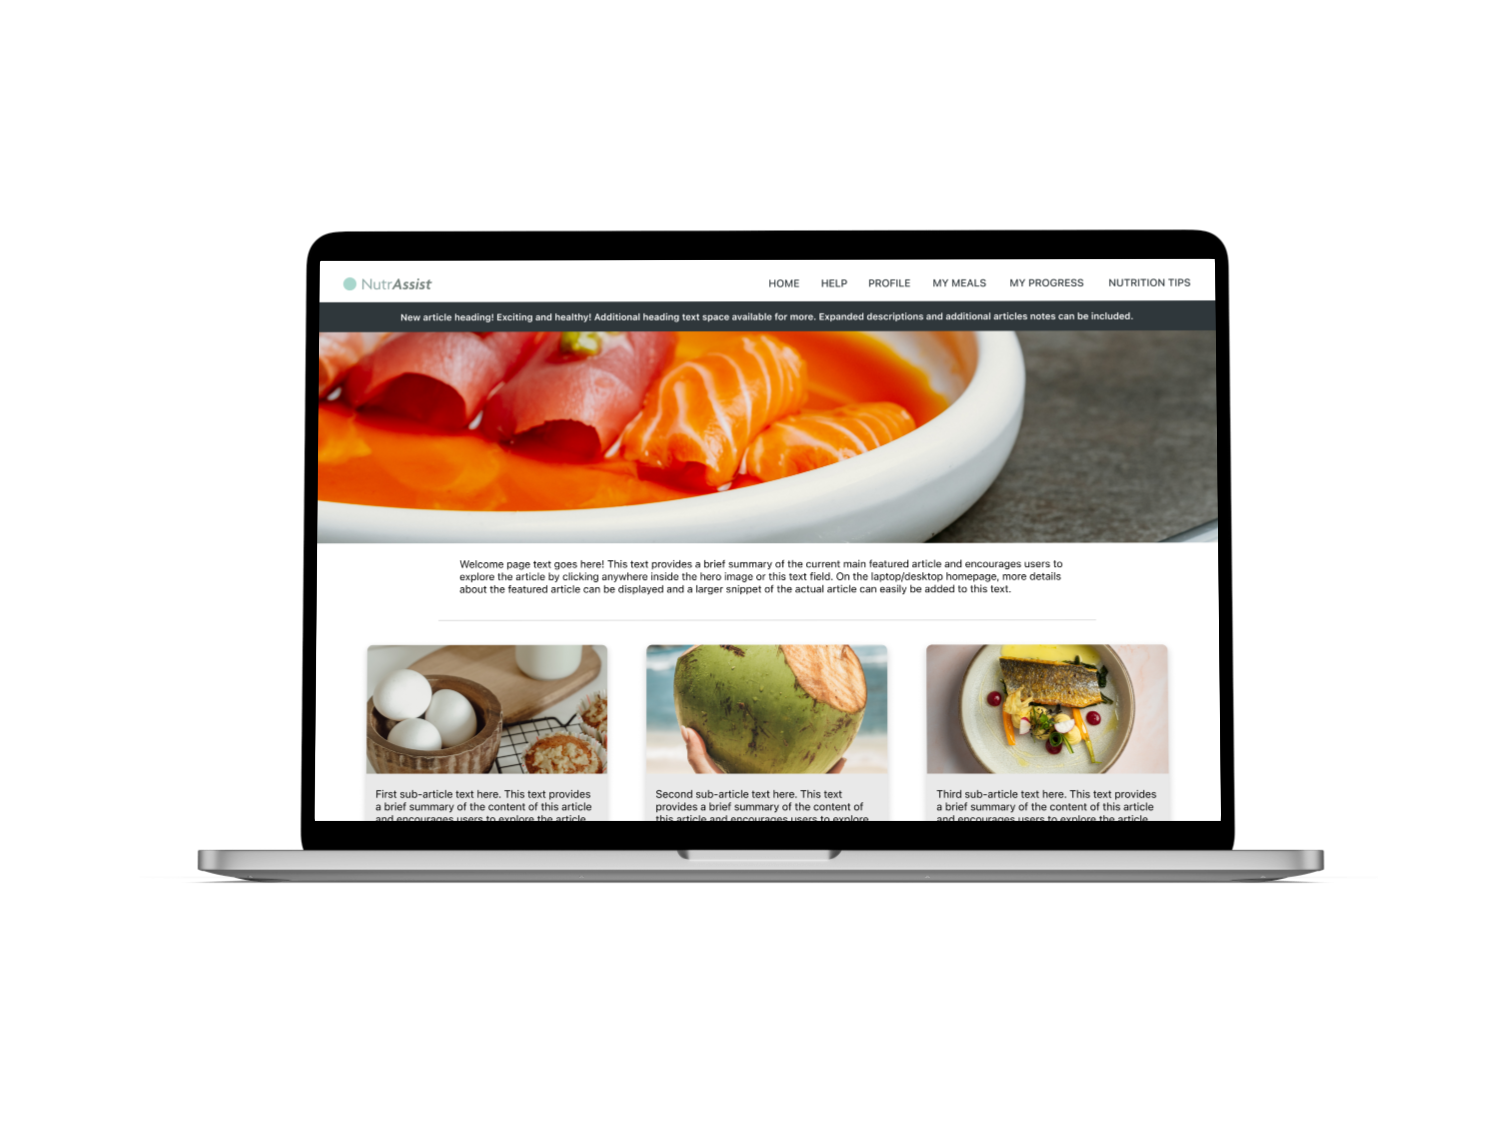 NutrAssist
HOME HELP PROFILE MY MEALS MY PROGRESS NUTRITION TIPS
New article heading! Exciting and healthy! Additional heading text space available for more. Expanded descriptions and additional articles notes can be included.
Welcome page text goes here! This text provides a brief summary of the current main featured article and encourages users to
explore the article by clicking anywhere inside the hero image or this text field. On the laptop/desktop homepage, more details
about the featured article can be displayed and a larger snippet of the actual article can easily be added to this text.
First sub-article text here. This text provides
a brief summary of the content of this article
and encourages users to explore the article
Second sub-article text here. This text
provides a brief summary of the content of
this article and encourages users to explore
Third sub-article text here. This text provides
a brief summary of the content of this article
and encourages users to explore the article